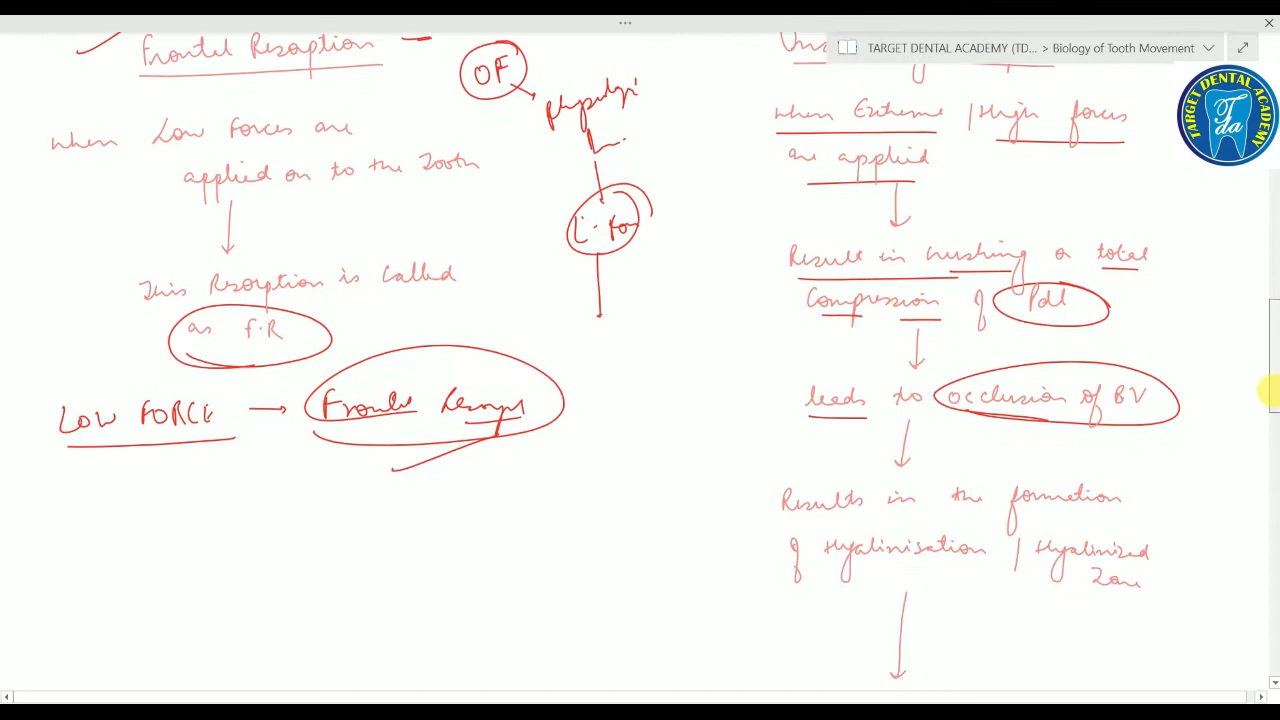 Frontal Resorption -
when Low Forces are
applied on to the Tooth
This Resorption is called
as F.R
LOW FORCE → Frontal
OF
L. For
TARGET DENTAL ACADEMY (TD... > Biology of Tooth Movement
TARGET DENTAL ACADEMY
Tda
when Extreme / High forces
are applied
Result in crushing or total
Compression of Pdl
leads to occlusion of BV
Results in the formation
of Hyalinisation / Hyalinized
Zone